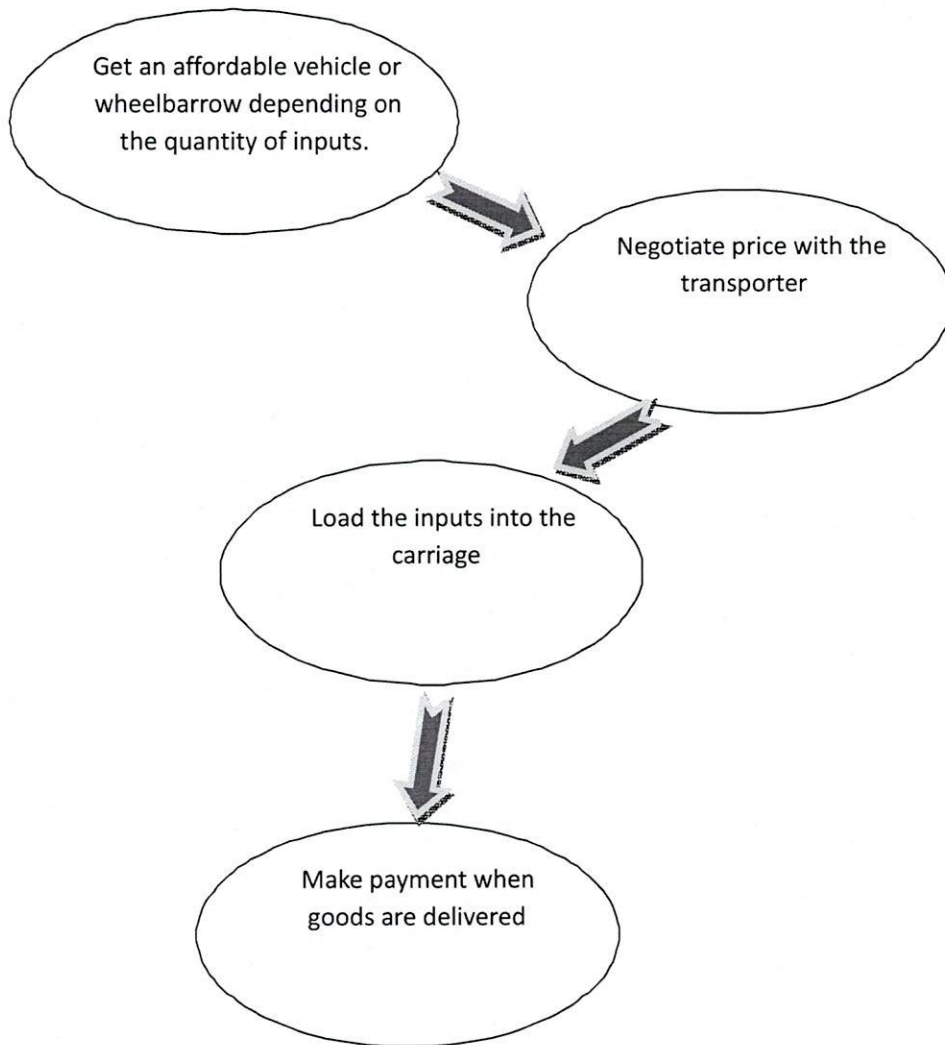 Get an affordable vehicle or
wheelbarrow depending on
the quantity of inputs.
Negotiate price with the
transporter
Load the inputs into the
carriage
Make payment when
goods are delivered